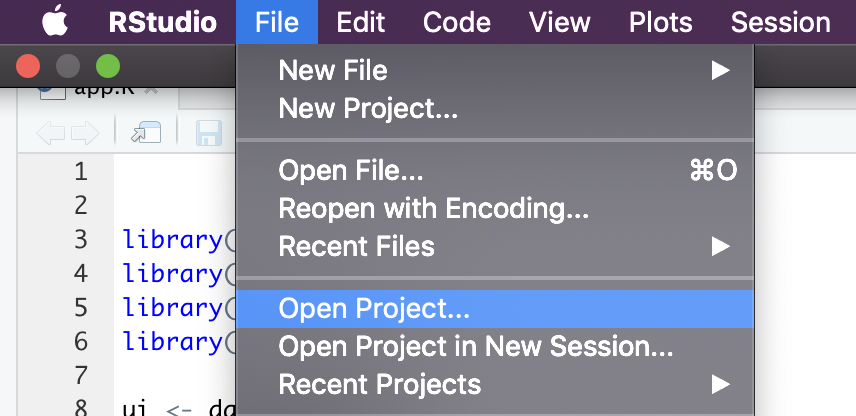 RStudio File Edit Code View Plots Session
app.R
New File
New Project...
Open File... ⌘O
Reopen with Encoding...
Recent Files
Open Project...
Open Project in New Session...
Recent Projects
1
2
3 library(
4 library(
5 library(
6 library(
7
8 ui <- da